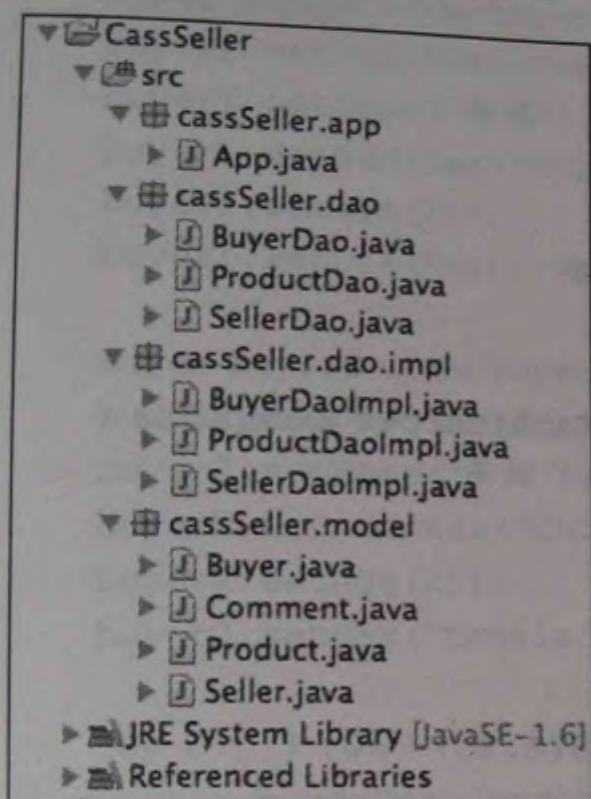 CassSeller
src
cassSeller.app
App.java
cassSeller.dao
BuyerDao.java
ProductDao.java
SellerDao.java
cassSeller.dao.impl
BuyerDaoImpl.java
ProductDaoImpl.java
SellerDaoImpl.java
cassSeller.model
Buyer.java
Comment.java
Product.java
Seller.java
JRE System Library [JavaSE-1.6]
Referenced Libraries